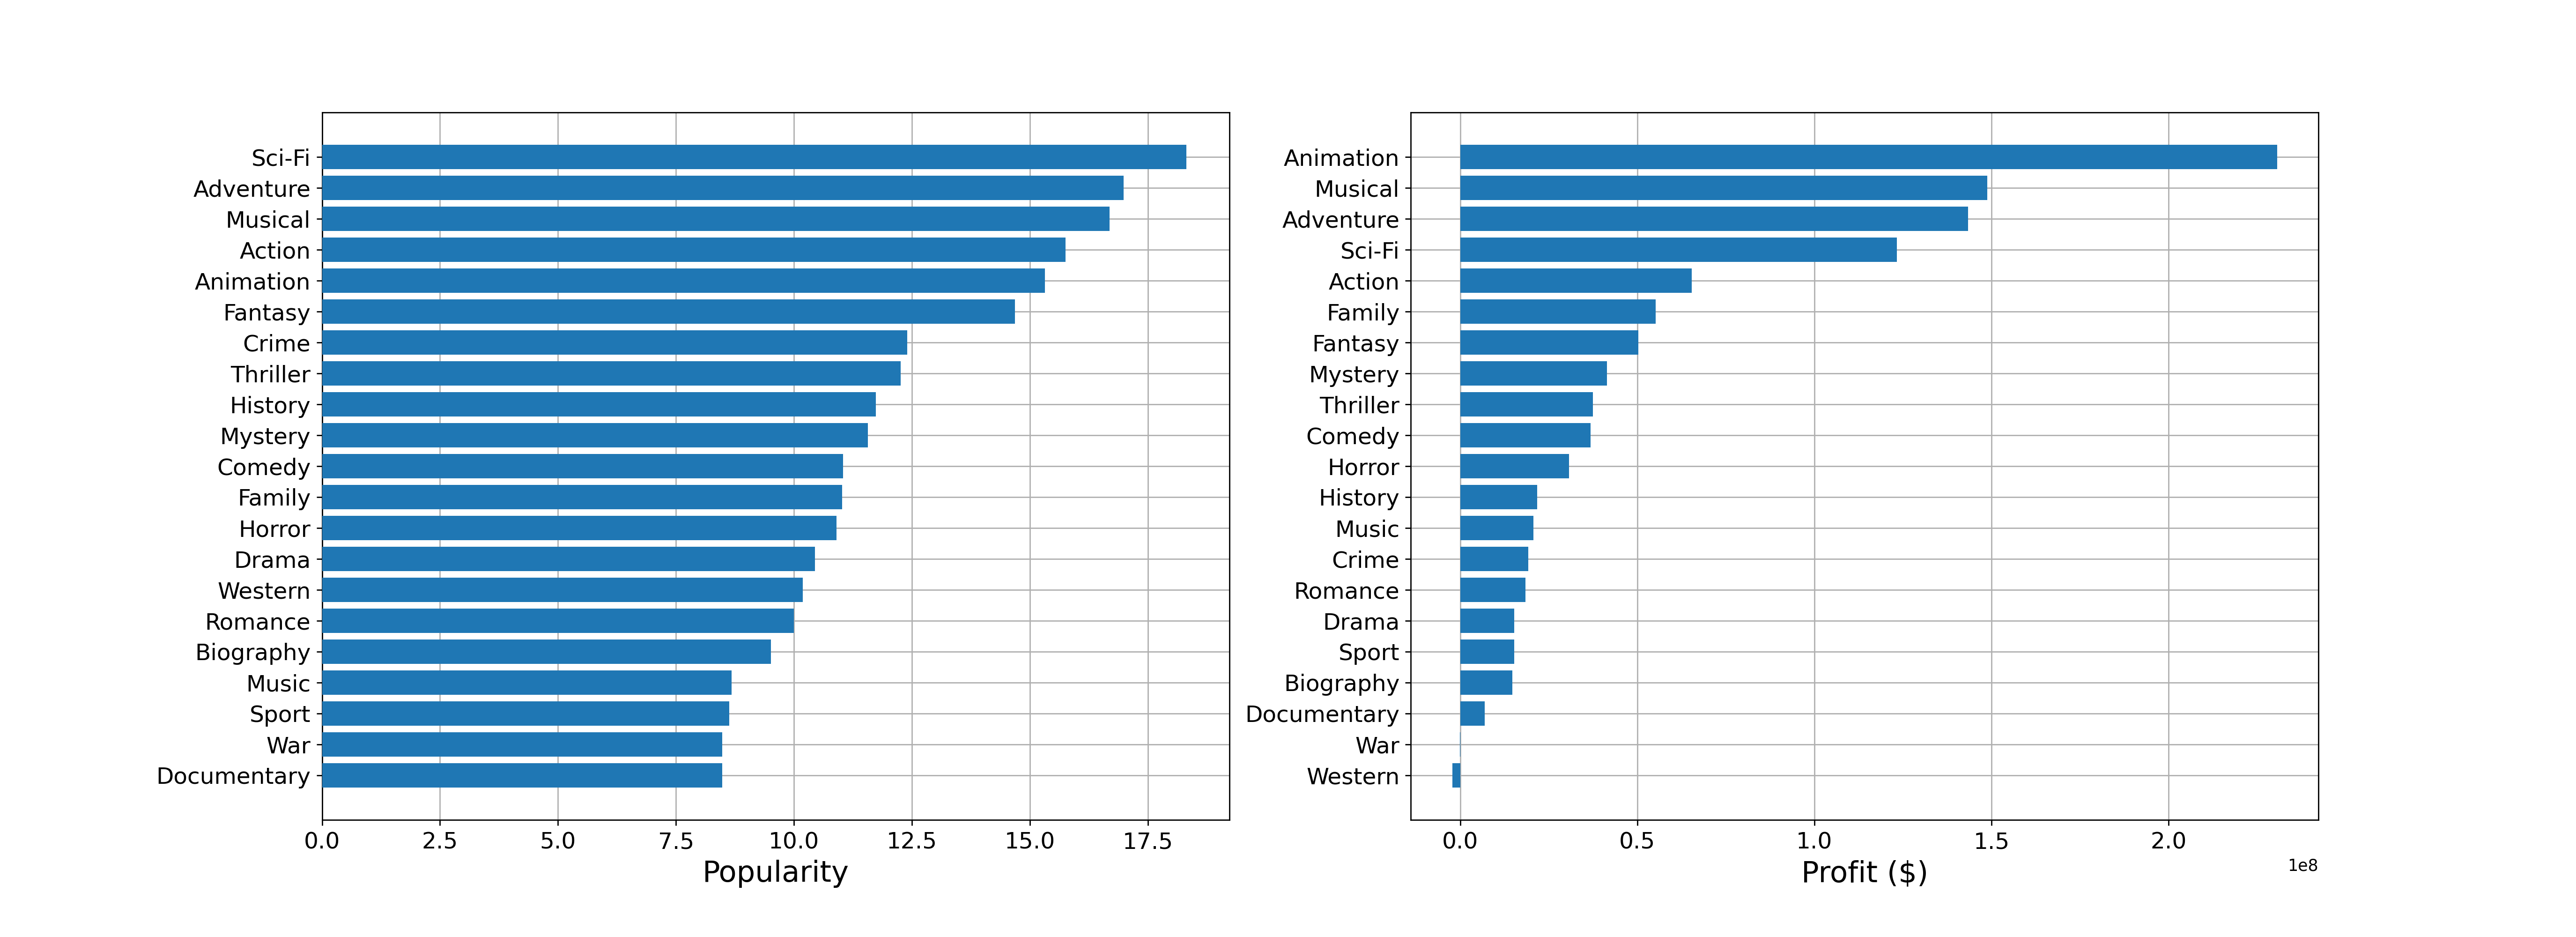 Sci-Fi
Adventure
Musical
Action
Animation
Fantasy
Crime
Thriller
History
Mystery
Comedy
Family
Horror
Drama
Western
Romance
Biography
Music
Sport
War
Documentary
0.0 2.5 5.0 7.5 10.0 12.5 15.0 17.5
Popularity
Animation
Musical
Adventure
Sci-Fi
Action
Family
Fantasy
Mystery
Thriller
Comedy
Horror
History
Music
Crime
Romance
Drama
Sport
Biography
Documentary
War
Western
0.0 0.5 1.0 1.5 2.0
1e8
Profit ($)